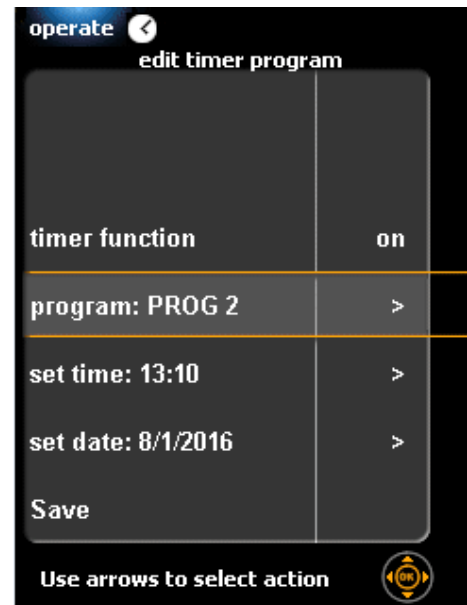 operate
edit timer program
timer function on
program: PROG 2 >
set time: 13:10 >
set date: 8/1/2016 >
Save
Use arrows to select action OK